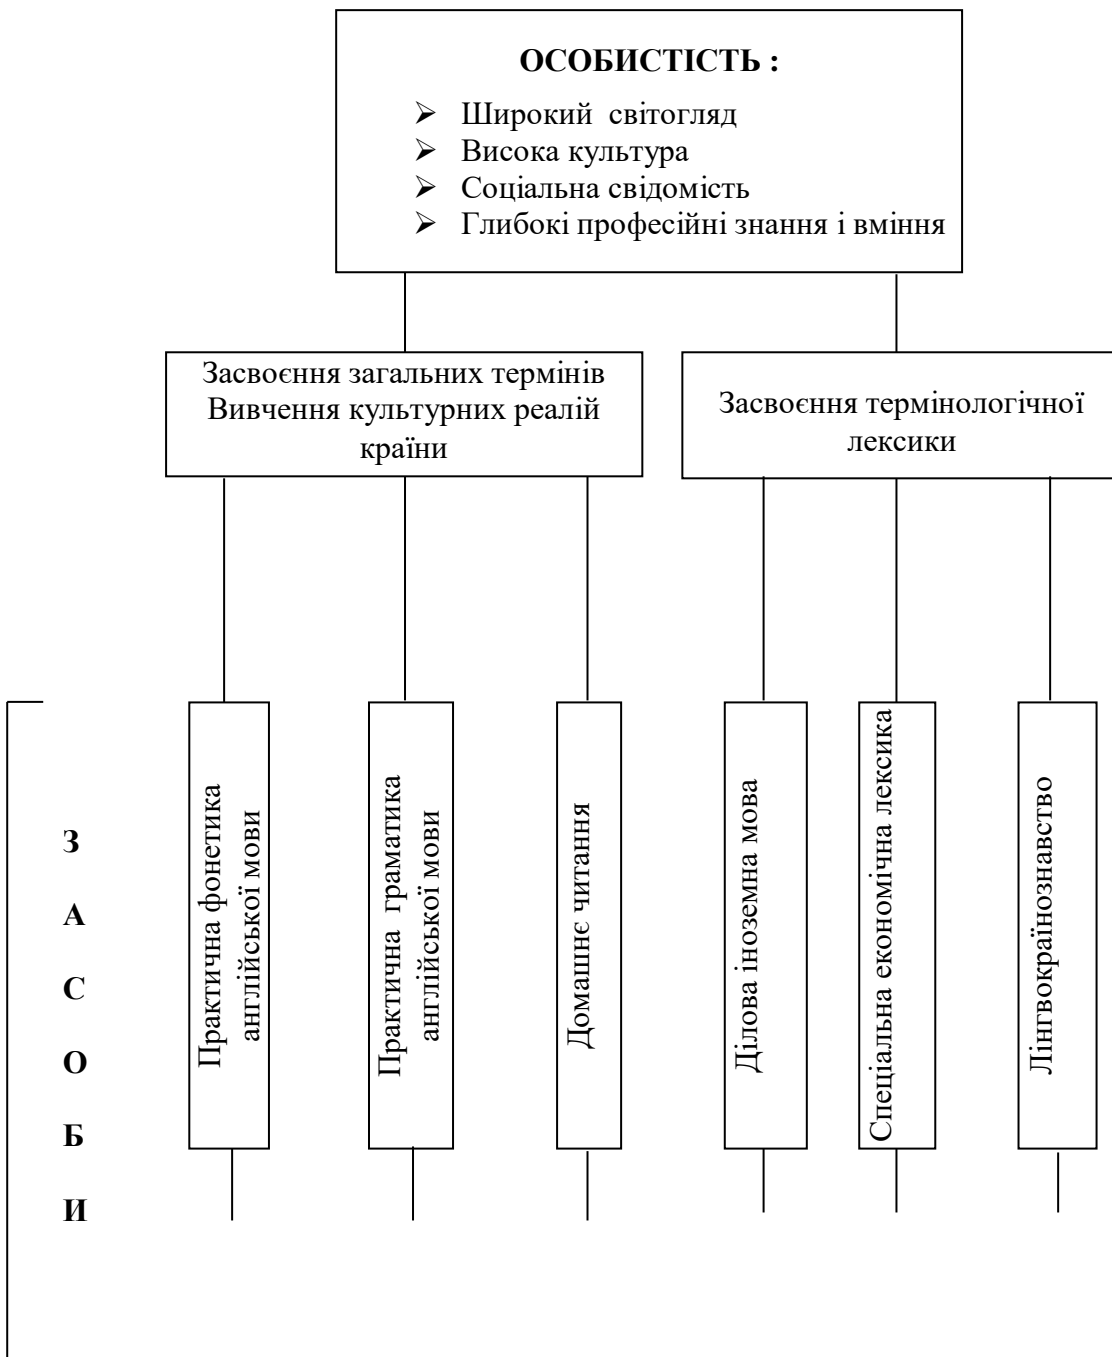 ОСОБИСТІСТЬ :
➢ Широкий світогляд
➢ Висока культура
➢ Соціальна свідомість
➢ Глибокі професійні знання і вміння
Засвоєння загальних термінів
Вивчення культурних реалій
країни
Засвоєння термінологічної
лексики
З
А
С
О
Б
И
Практична фонетика
англійської мови
Практична граматика
англійської мови
Домашнє читання
Ділова іноземна мова
Спеціальна економічна лексика
Лінгвокраїнознавство